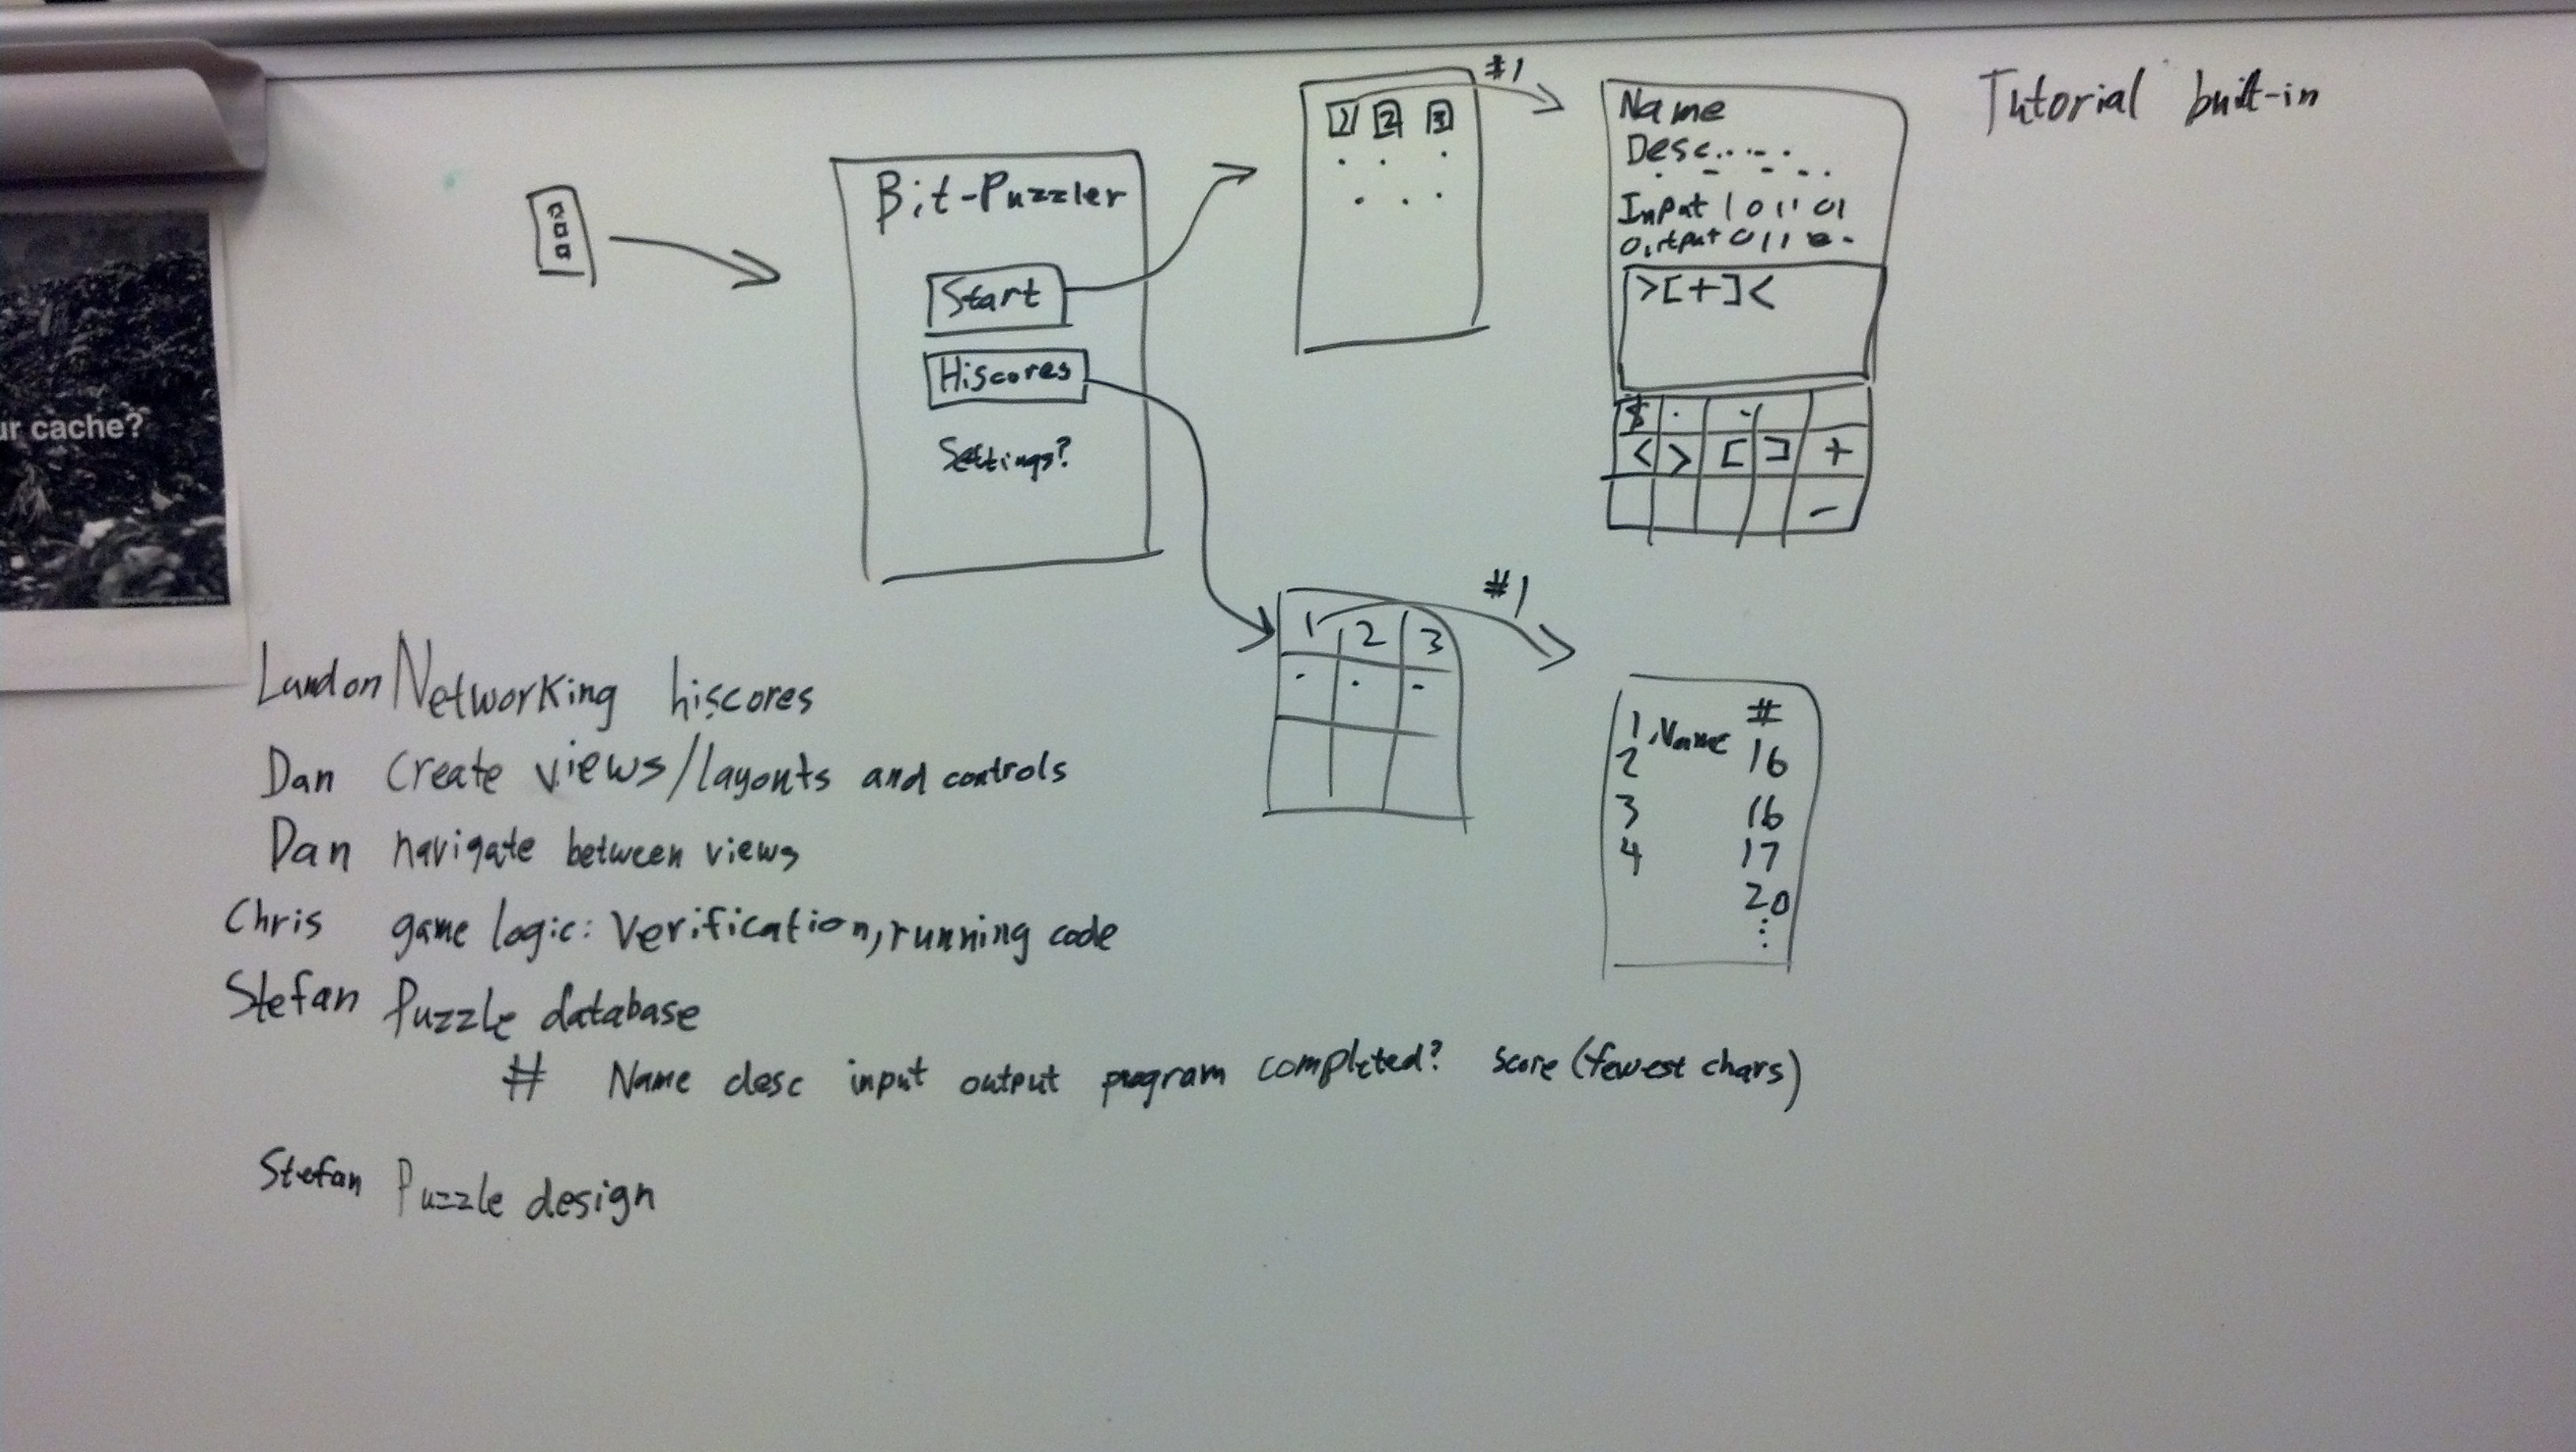 Tutorial built-in
#1
1 2 3
Name
Desc.....
Input 1 0 1 1 0 1
Output 0 1 1
>[+]<
$ . ,
< > [ ] +
-
Bit-Puzzler
Start
Hiscores
Settings?
ur cache?
#1
1 2 3
#
1. Name 16
2 16
3 17
4 20
Landon Networking hiscores
Dan Create views/layouts and controls
Dan navigate between views
Chris game logic: Verification, running code
Stefan Puzzle database
# Name desc input output program completed? score (fewest chars)
Stefan Puzzle design